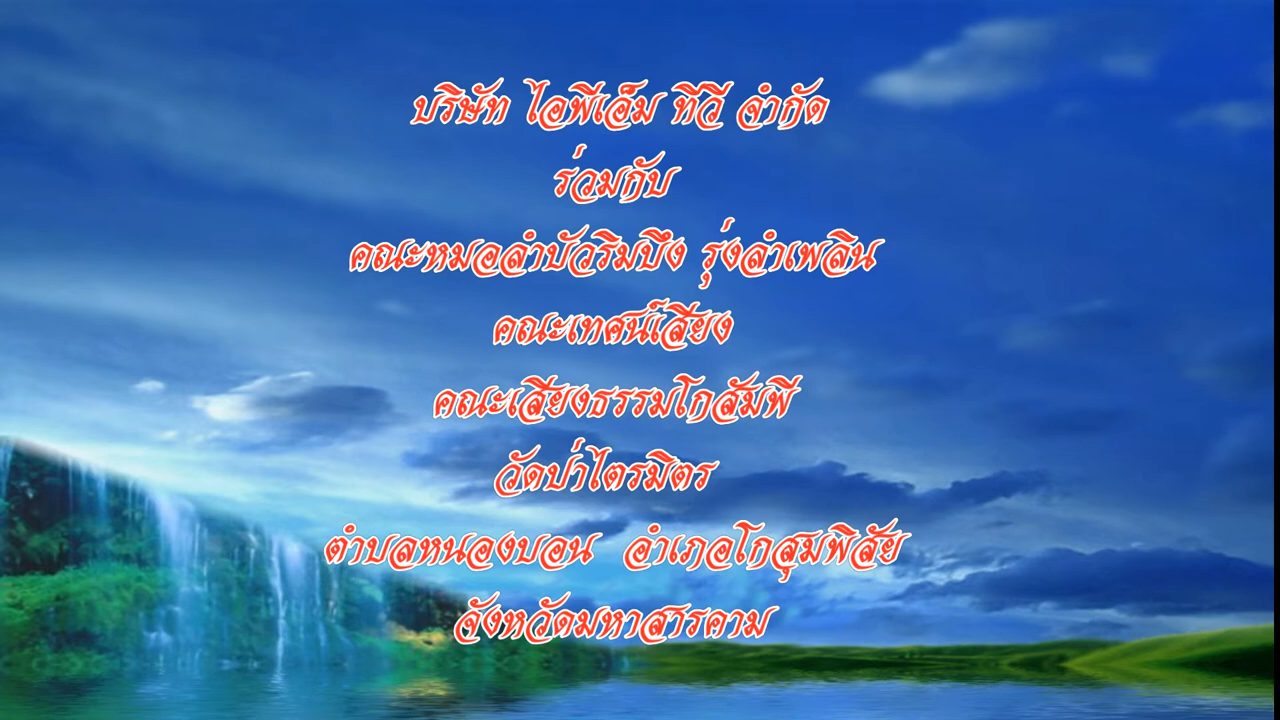 บริษัท ไอพีเอ็ม ทีวี จำกัด
ร่วมกับ
คณะหมอลำบัวริมบึง รุ่งลำเพลิน
คณะเทศน์เสียง
คณะเสียงธรรมโกสัมพี
วัดป่าไตรมิตร
ตำบลหนองบอน อำเภอโกสุมพิสัย
จังหวัดมหาสารคาม